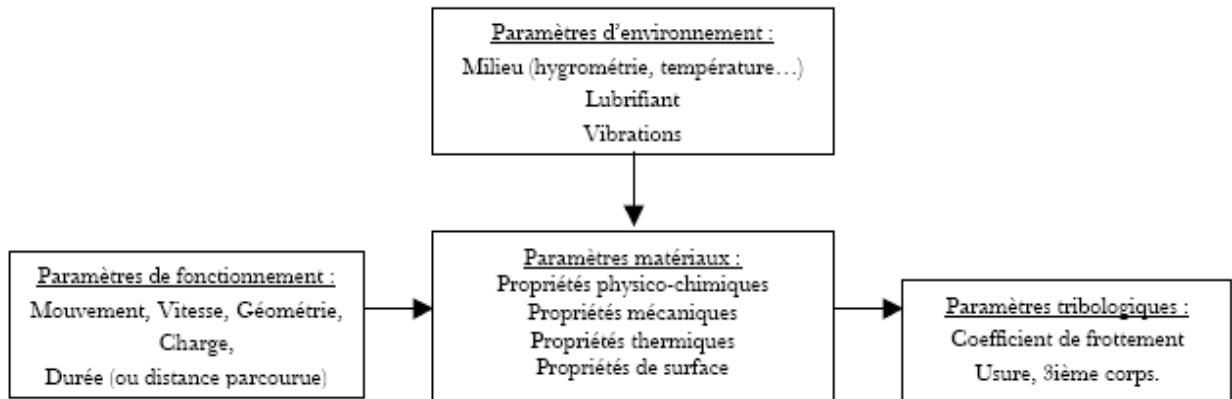 Paramètres d'environnement :
Milieu (hygrométrie, température…)
Lubrifiant
Vibrations
Paramètres de fonctionnement :
Mouvement, Vitesse, Géométrie,
Charge,
Durée (ou distance parcourue)
Paramètres matériaux :
Propriétés physico-chimiques
Propriétés mécaniques
Propriétés thermiques
Propriétés de surface
Paramètres tribologiques :
Coefficient de frottement
Usure, 3ième corps.